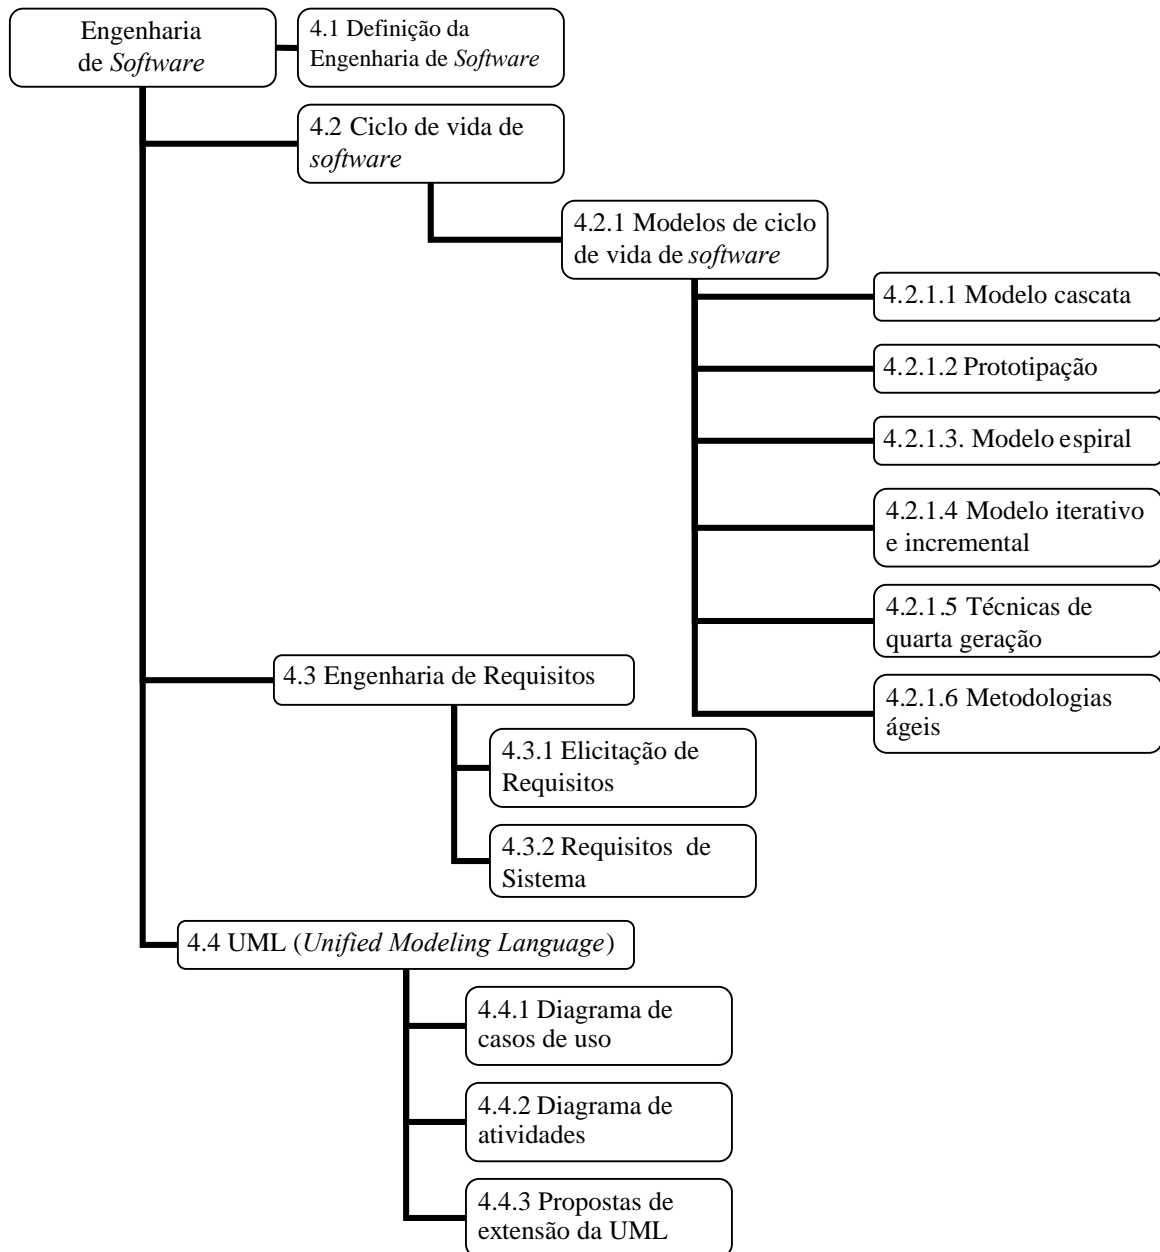 Engenharia
de Software
4.1 Definição da
Engenharia de Software
4.2 Ciclo de vida de
software
4.2.1 Modelos de ciclo
de vida de software
4.2.1.1 Modelo cascata
4.2.1.2 Prototipação
4.2.1.3. Modelo espiral
4.2.1.4 Modelo iterativo
e incremental
4.2.1.5 Técnicas de
quarta geração
4.2.1.6 Metodologias
ágeis
4.3 Engenharia de Requisitos
4.3.1 Elicitação de
Requisitos
4.3.2 Requisitos de
Sistema
4.4 UML (Unified Modeling Language)
4.4.1 Diagrama de
casos de uso
4.4.2 Diagrama de
atividades
4.4.3 Propostas de
extensão da UML